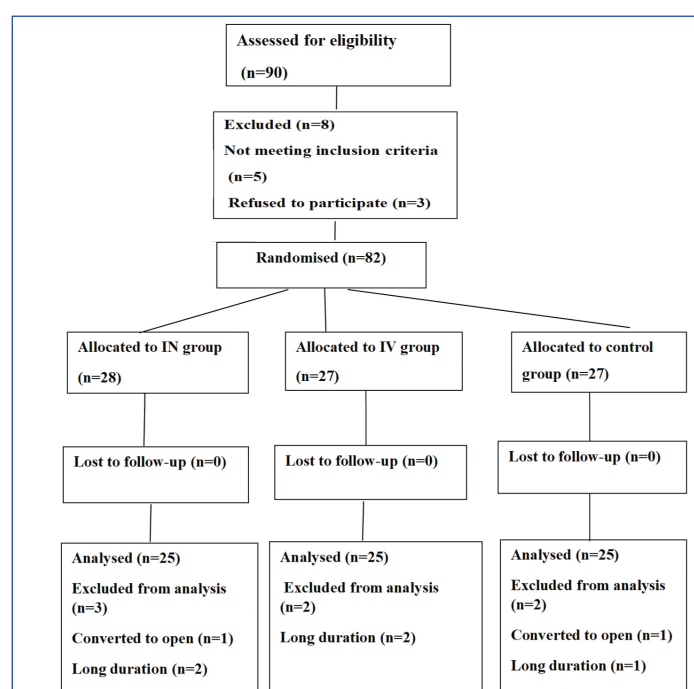 Assessed for eligibility
(n=90)
Excluded (n=8)
Not meeting inclusion criteria
(n=5)
Refused to participate (n=3)
Randomised (n=82)
Allocated to IN group
(n=28)
Allocated to IV group
(n=27)
Allocated to control
group (n=27)
Lost to follow-up (n=0)
Lost to follow-up (n=0)
Lost to follow-up (n=0)
Analysed (n=25)
Excluded from analysis
(n=3)
Converted to open (n=1)
Long duration (n=2)
Analysed (n=25)
Excluded from analysis
(n=2)
Long duration (n=2)
Analysed (n=25)
Excluded from analysis
(n=2)
Converted to open (n=1)
Long duration (n=1)